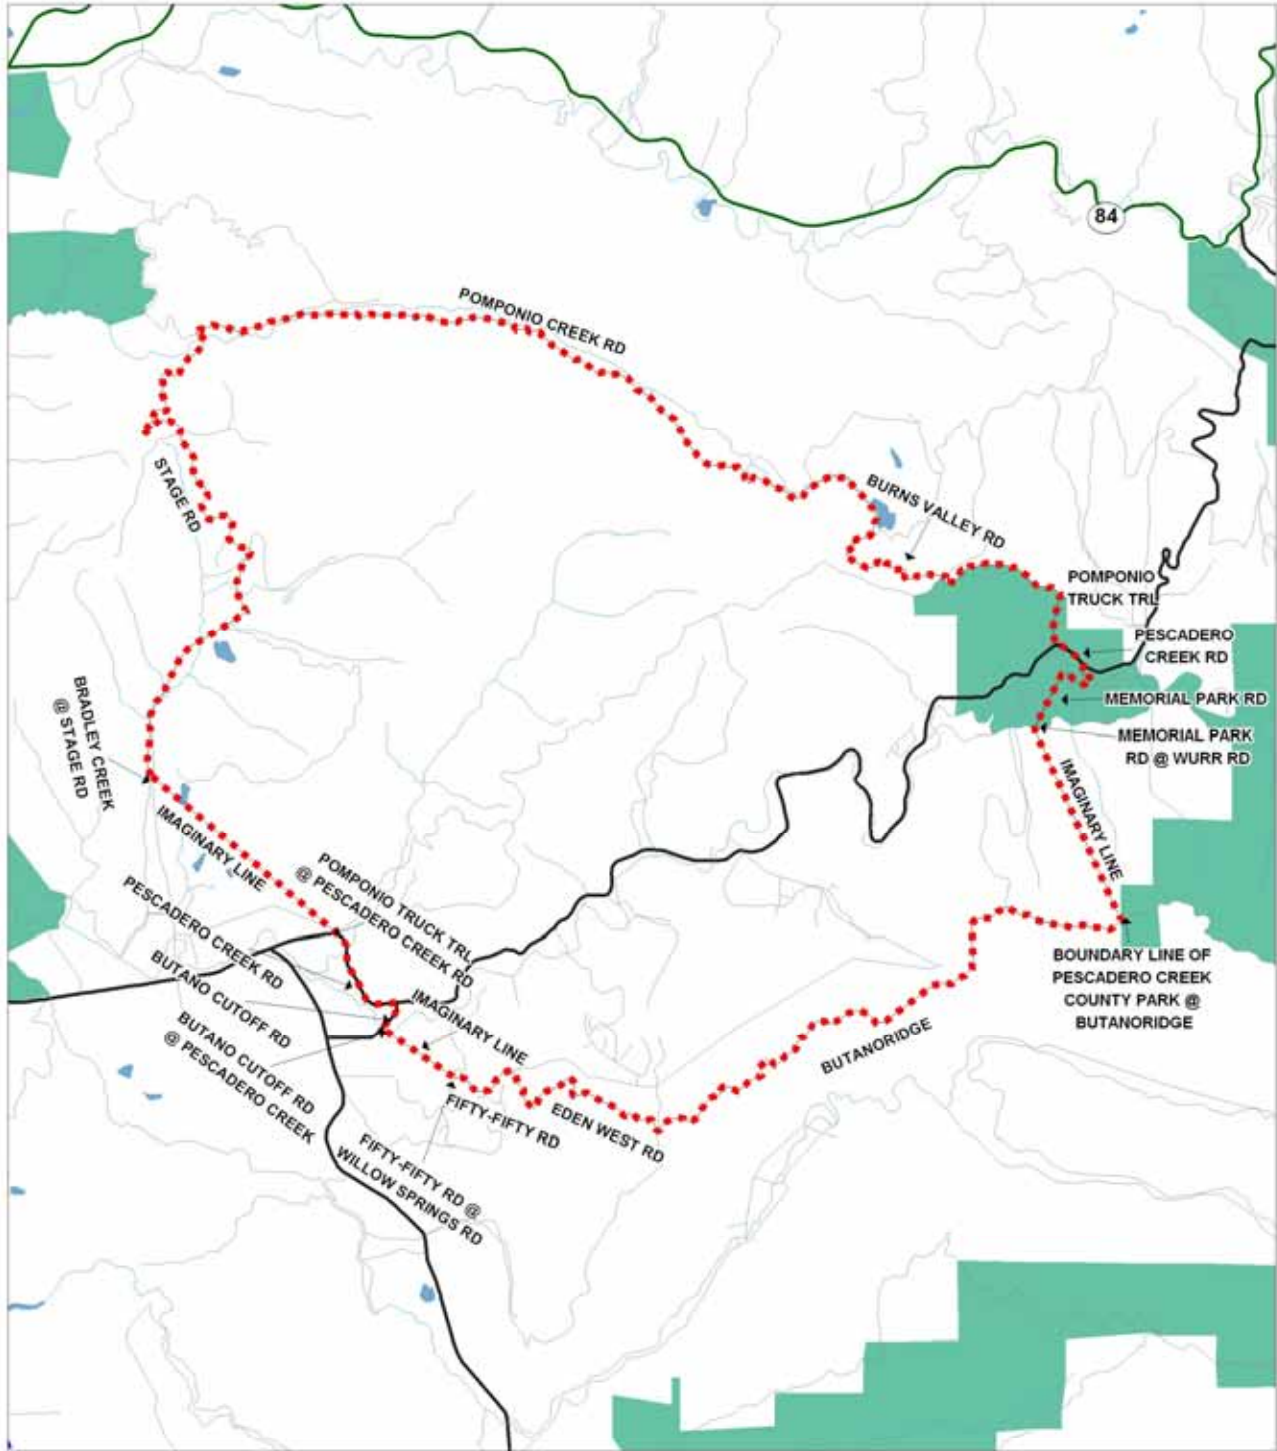 84
POMPONIO CREEK RD
STAGE RD
BURNS VALLEY RD
POMPONIO
TRUCK TRL
PESCADERO
CREEK RD
MEMORIAL PARK RD
MEMORIAL PARK
RD @ WURR RD
IMAGINARY LINE
BRADLEY CREEK
@ STAGE RD
IMAGINARY LINE
POMPONIO TRUCK TRL
@ PESCADERO CREEK RD
PESCADERO CREEK RD
BUTANO CUTOFF RD
BUTANO CUTOFF RD
@ PESCADERO CREEK
IMAGINARY LINE
BOUNDARY LINE OF
PESCADERO CREEK
COUNTY PARK @
BUTANORIDGE
BUTANORIDGE
FIFTY-FIFTY RD
EDEN WEST RD
FIFTY-FIFTY RD @
WILLOW SPRINGS RD